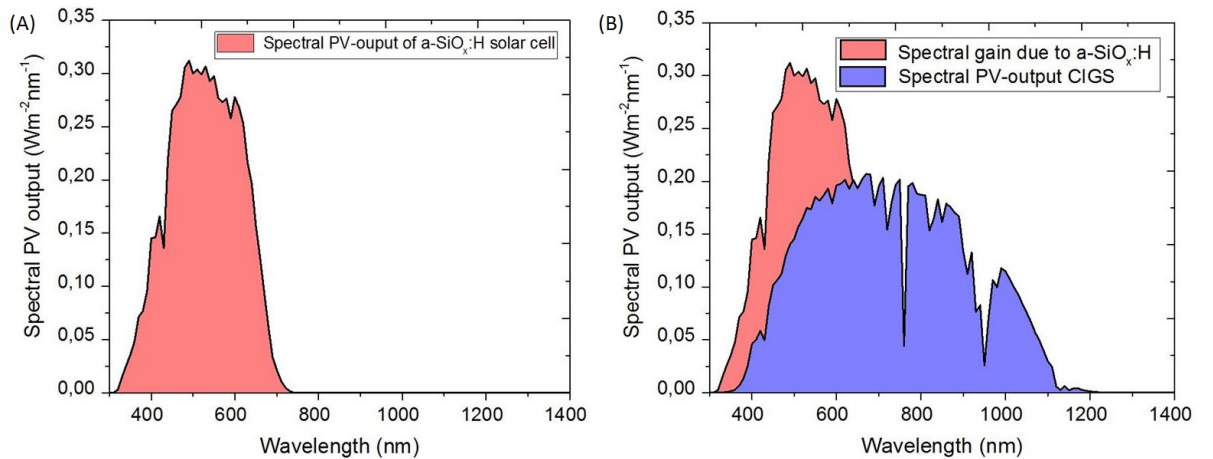 (A)
Spectral PV-ouput of a-SiOx:H solar cell
Spectral PV output (Wm-2nm-1)
0,35
0,30
0,25
0,20
0,15
0,10
0,05
0,00
400 600 800 1000 1200 1400
Wavelength (nm)
(B)
Spectral gain due to a-SiOx:H
Spectral PV-output CIGS
Spectral PV output (Wm-2nm-1)
0,35
0,30
0,25
0,20
0,15
0,10
0,05
0,00
400 600 800 1000 1200 1400
Wavelength (nm)